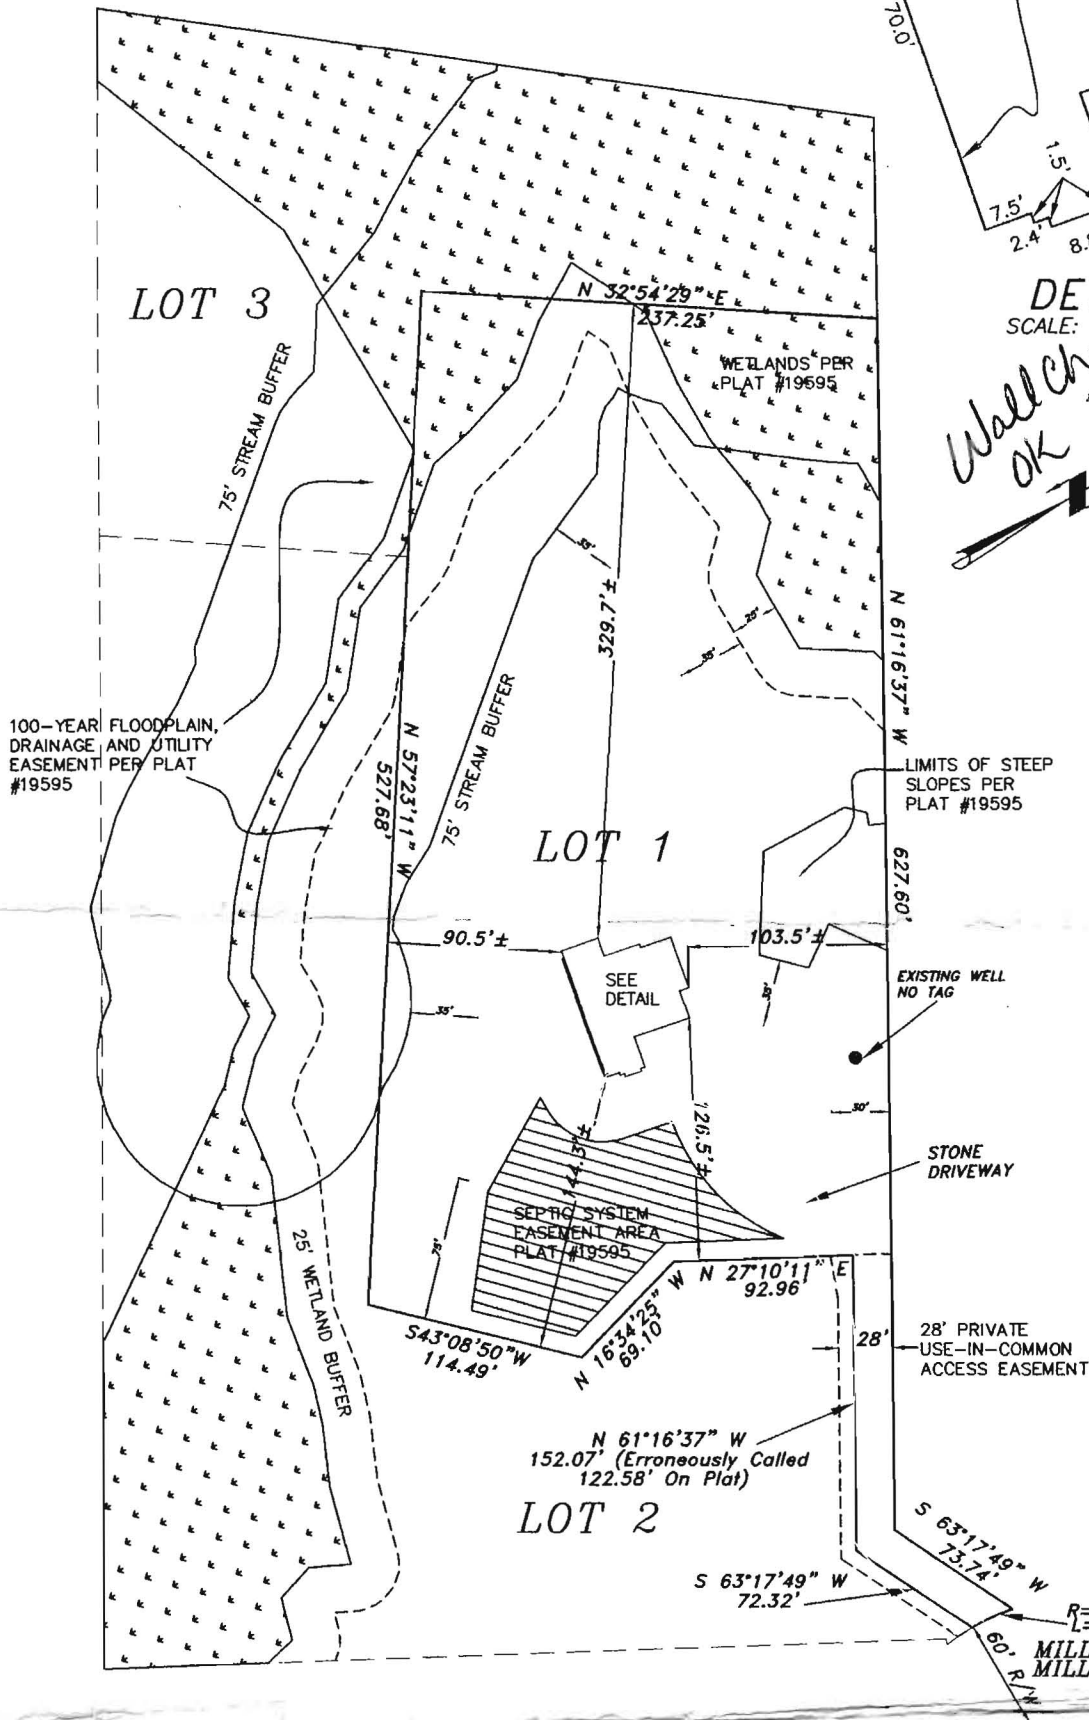 70.0'
1.5'
7.5'
2.4'
DE
SCALE:
Wall Ch
OK
LOT 3
N 32°54'29" E
237.25'
WETLANDS PER
PLAT #19595
75' STREAM BUFFER
35'
329.7'±
25'
35'
N 61°16'37" W
627.60'
100-YEAR FLOODPLAIN,
DRAINAGE AND UTILITY
EASEMENT PER PLAT
#19595
N 57°23'11" W
527.68'
75' STREAM BUFFER
LIMITS OF STEEP
SLOPES PER
PLAT #19595
LOT 1
90.5'±
103.5'±
SEE
DETAIL
EXISTING WELL
NO TAG
35'
35'
30'
126.5'±
144.3'±
STONE
DRIVEWAY
SEPTIC SYSTEM
EASEMENT AREA
PLAT #19595
75'
25' WETLAND BUFFER
S43°08'50"W
114.49'
N 16°34'25" W
69.10'
N 27°10'11" E
92.96'
28'
28' PRIVATE
USE-IN-COMMON
ACCESS EASEMENT
N 61°16'37" W
152.07' (Erroneously Called
122.58' On Plat)
LOT 2
S 63°17'49" W
73.74'
S 63°17'49" W
72.32'
R=
L=
60' R/W
MILL
MILL